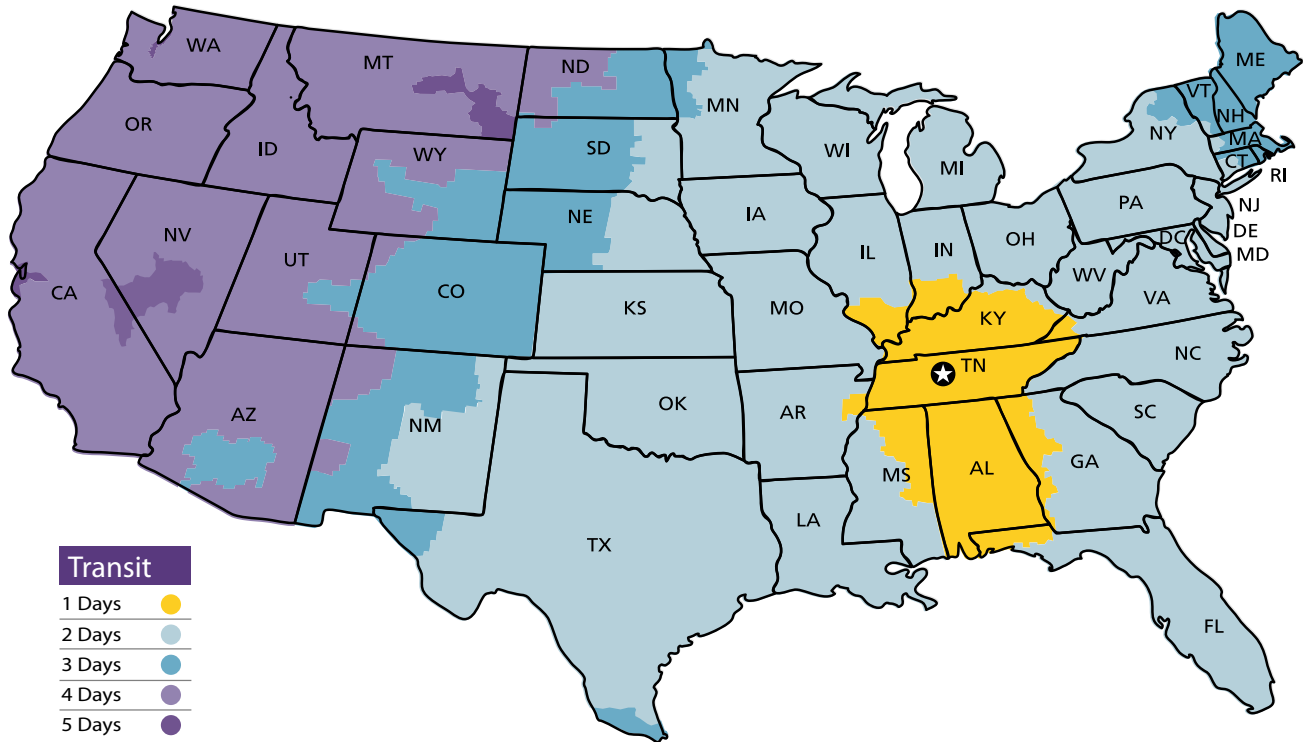 WA
MT
ND
MN
ME
VT
NH
NY
MA
CT
RI
OR
ID
WY
SD
WI
MI
PA
NJ
DE
DC
MD
NE
IA
IL
IN
OH
WV
VA
NV
UT
CO
CA
KS
MO
KY
NC
TN
AZ
NM
OK
AR
SC
MS
AL
GA
LA
TX
FL
Transit
1 Days
2 Days
3 Days
4 Days
5 Days